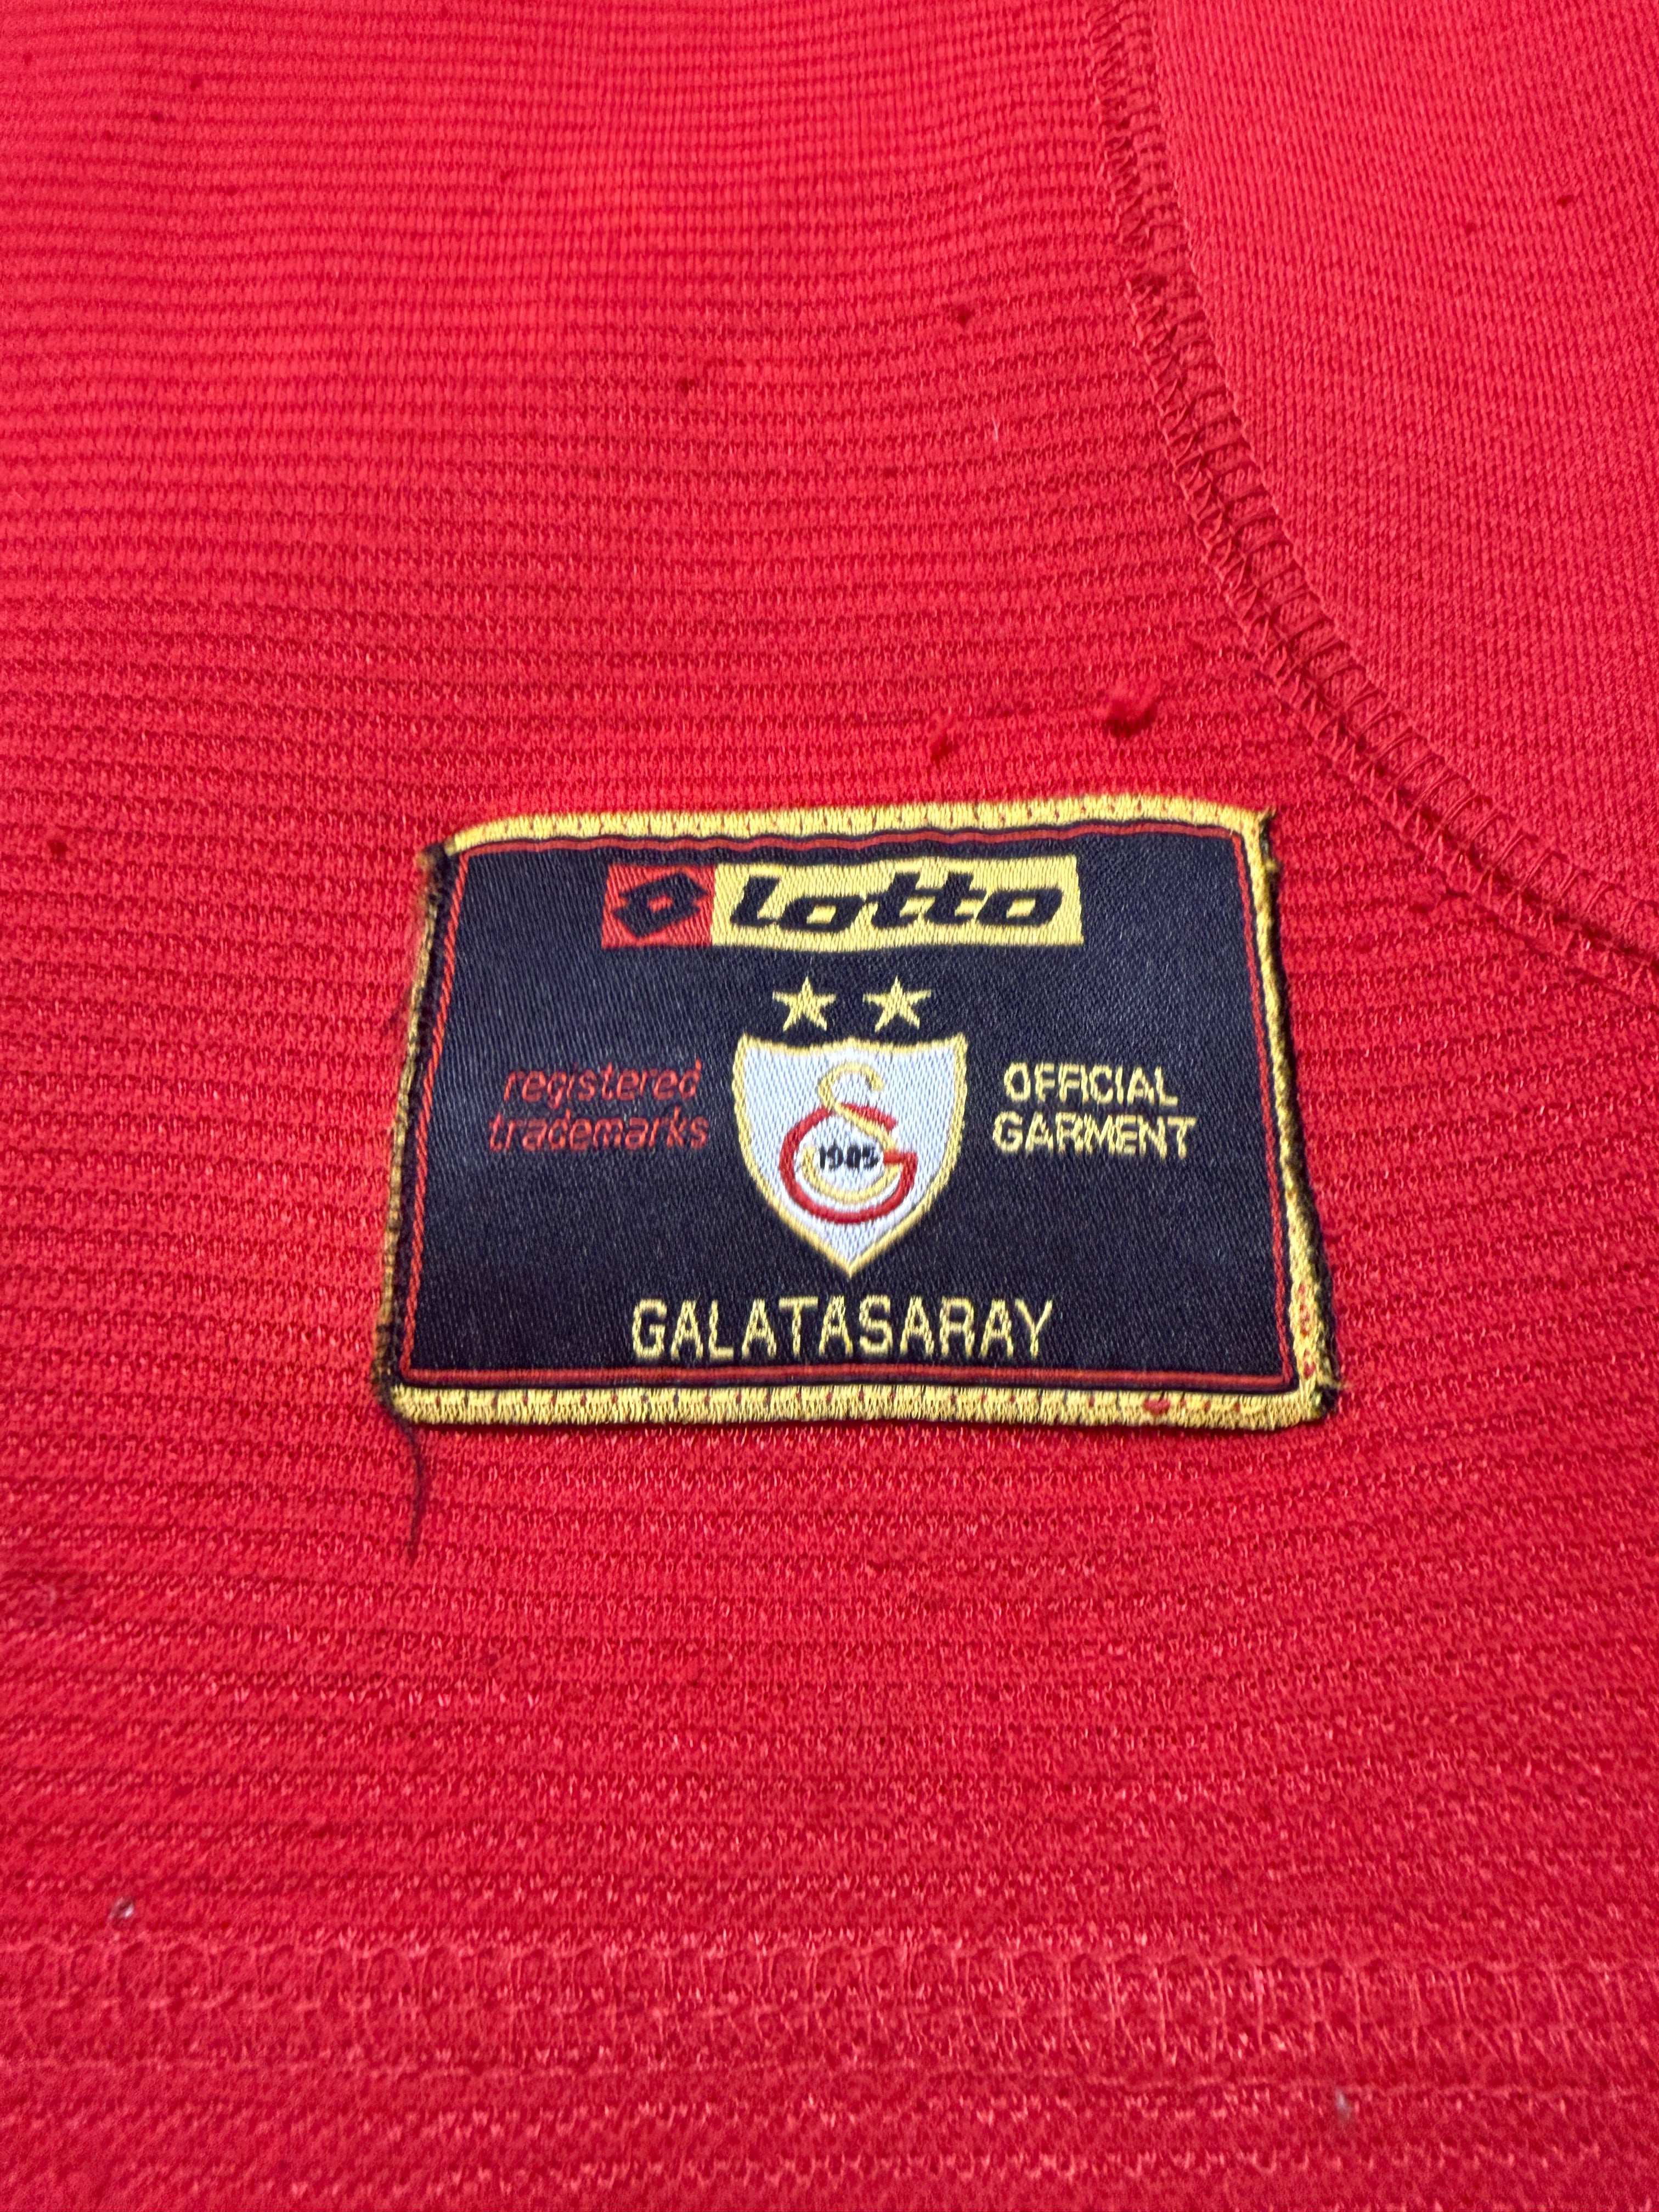 lotto
registered
trademarks
1905
OFFICIAL
GARMENT
GALATASARAY